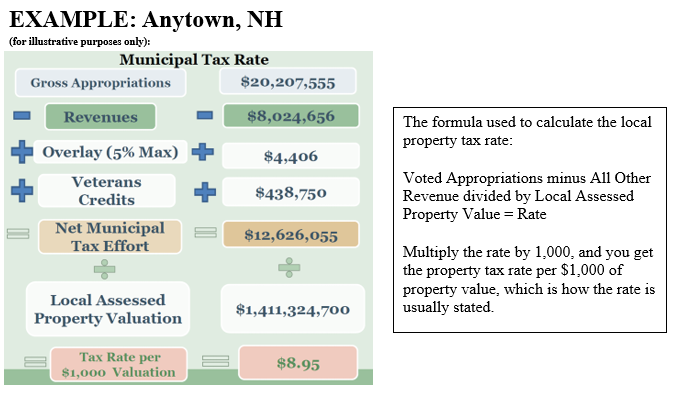 EXAMPLE: Anytown, NH
(for illustrative purposes only):
Municipal Tax Rate
Gross Appropriations $20,207,555
Revenues $8,024,656
Overlay (5% Max) $4,406
Veterans
Credits
$438,750
Net Municipal
Tax Effort
$12,626,055
Local Assessed
Property Valuation
$1,411,324,700
Tax Rate per
$1,000 Valuation
$8.95
The formula used to calculate the local
property tax rate:
Voted Appropriations minus All Other
Revenue divided by Local Assessed
Property Value = Rate
Multiply the rate by 1,000, and you get
the property tax rate per $1,000 of
property value, which is how the rate is
usually stated.